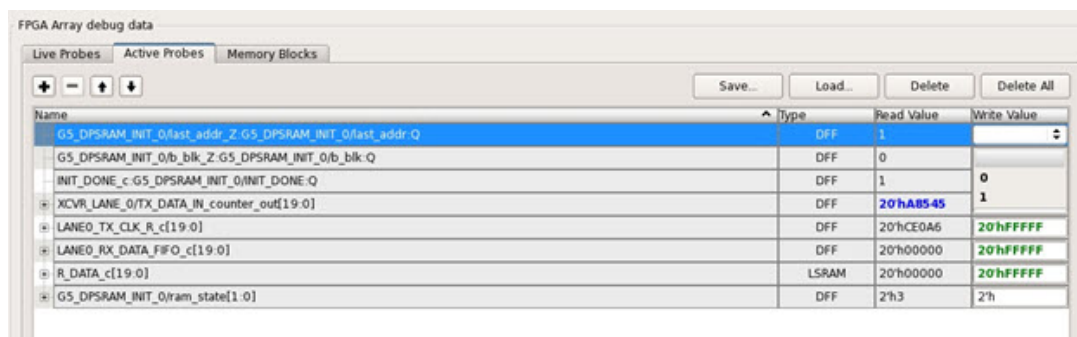 FPGA Array debug data
Live Probes Active Probes Memory Blocks
Save... Load... Delete Delete All
Name Type Read Value Write Value
G5_DPSRAM_INIT_0/last_addr_Z:G5_DPSRAM_INIT_0/last_addr:Q DFF 1
G5_DPSRAM_INIT_0/b_blk_Z:G5_DPSRAM_INIT_0/b_blk:Q DFF 0
INIT_DONE_c:G5_DPSRAM_INIT_0/INIT_DONE:Q DFF 1 0
1
XCVR_LANE_0/TX_DATA_IN_counter_out[19:0] DFF 20'hA8545
LANE0_TX_CLK_R_c[19:0] DFF 20'hCE0A6 20'hFFFFF
LANE0_RX_DATA_FIFO_c[19:0] DFF 20'h00000 20'hFFFFF
R_DATA_c[19:0] LSRAM 20'h00000 20'hFFFFF
G5_DPSRAM_INIT_0/ram_state[1:0] DFF 2'h3 2'h